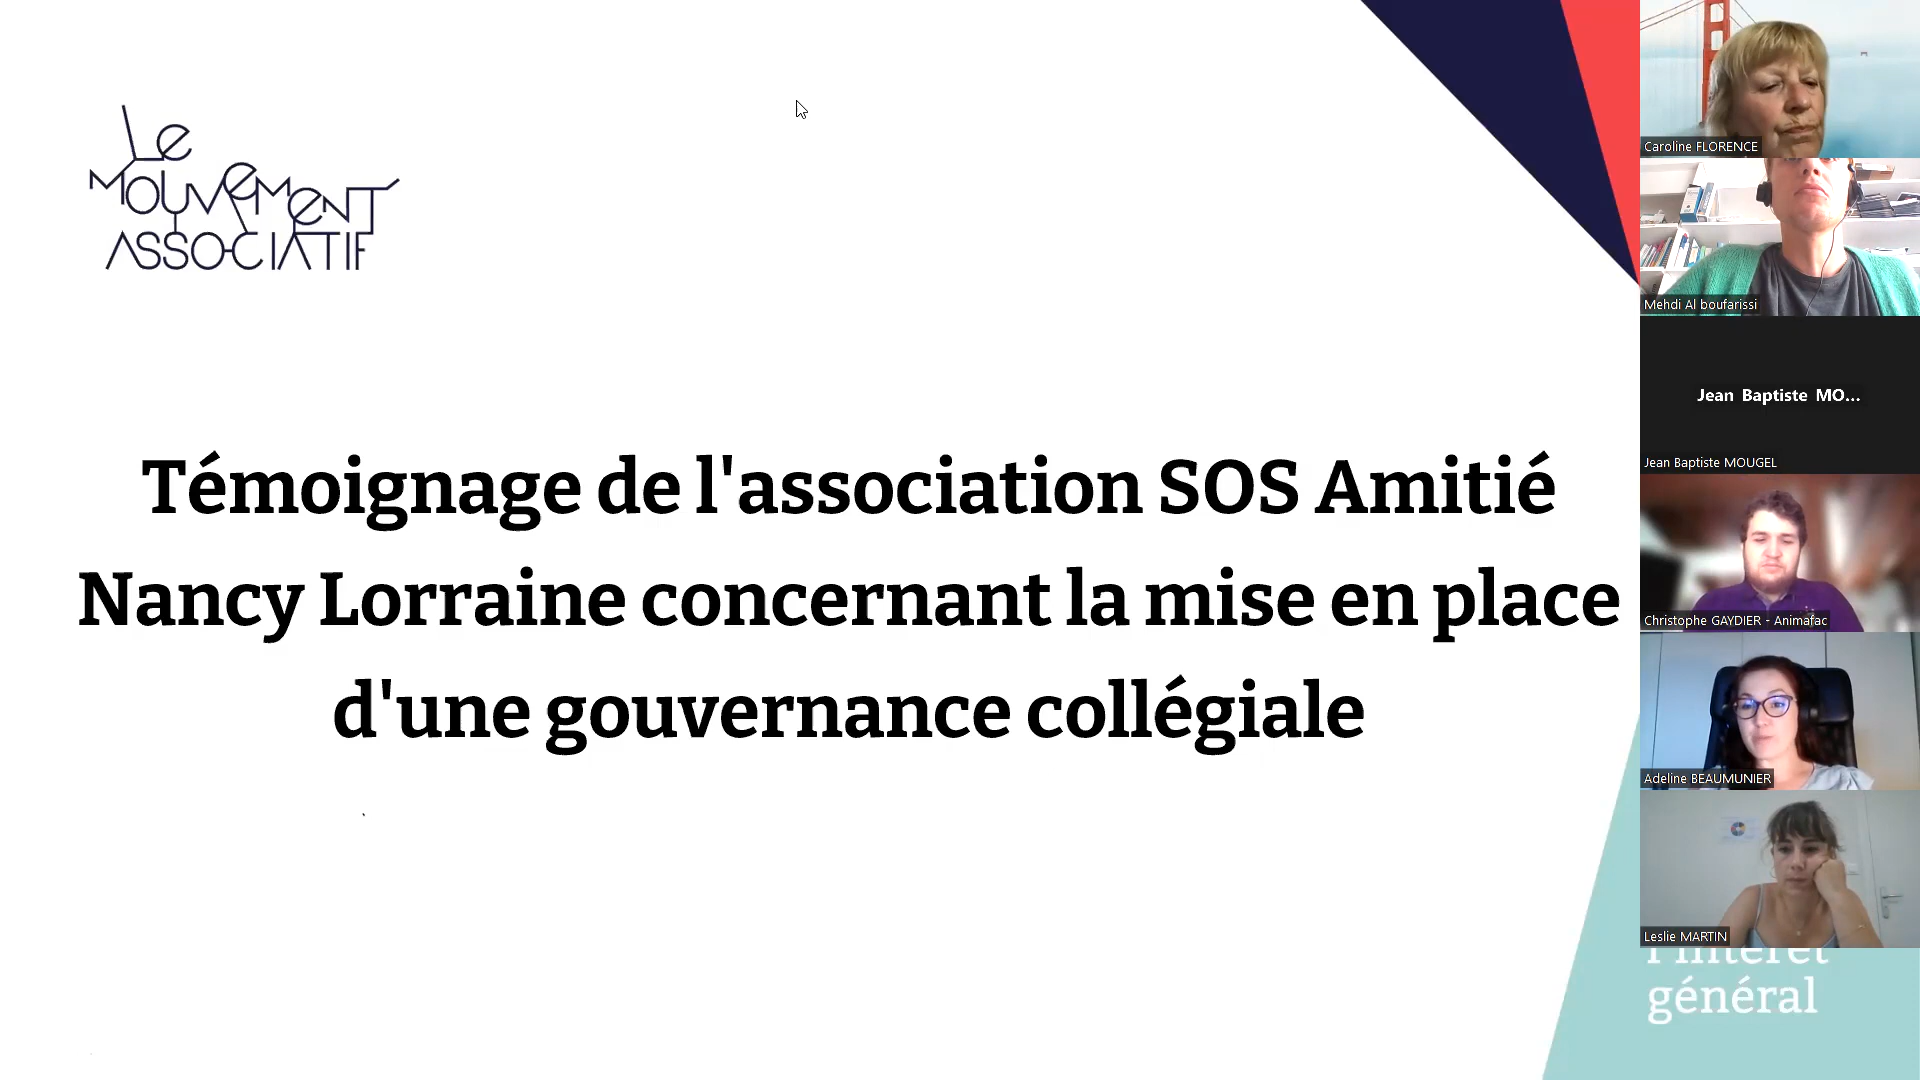 Le
MOUVEMENT
ASSOCIATIF
Témoignage de l'association SOS Amitié
Nancy Lorraine concernant la mise en place
d'une gouvernance collégiale
Caroline FLORENCE
Mehdi Al boufarissi
Jean Baptiste MO...
Jean Baptiste MOUGEL
Christophe GAYDIER - Animafac
Adeline BEAUMUNIER
Leslie MARTIN
l'intérêt
général